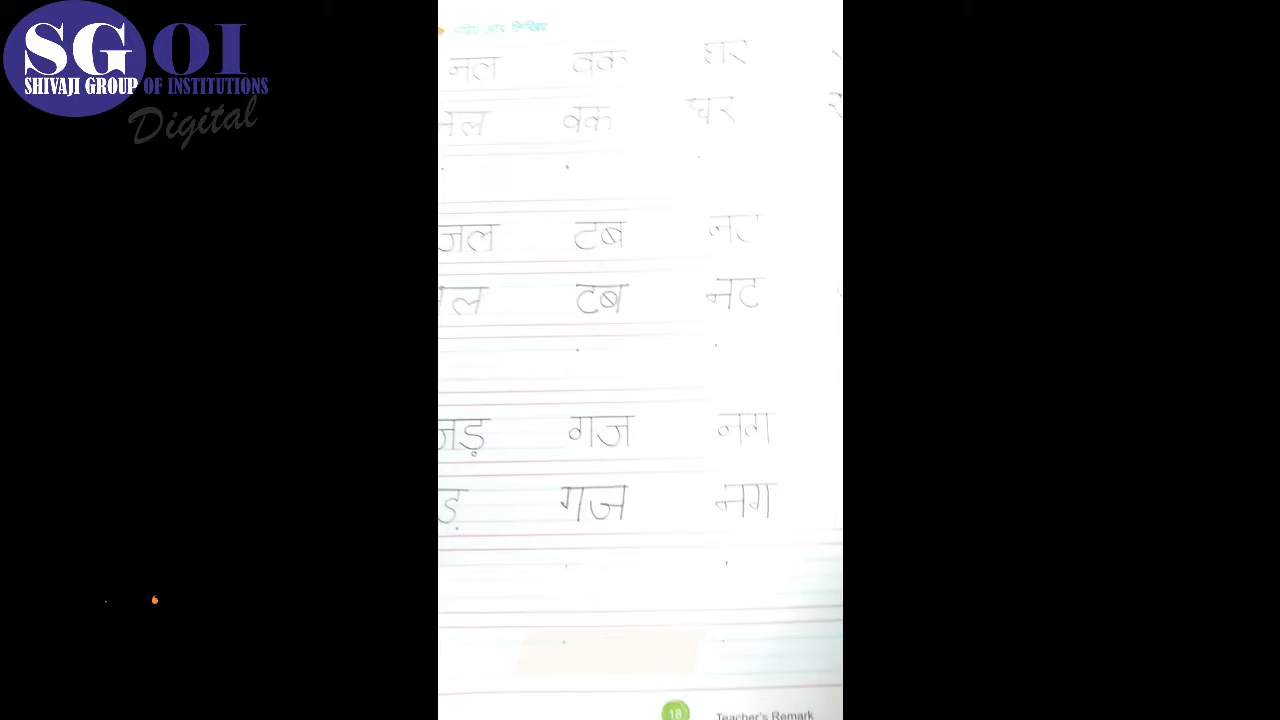 SGOI
SHIVAJI GROUP OF INSTITUTIONS
Digital
नल वक घर
नल वक घर
जल टब नट
टब नट
जड़ गज नग
ड़ गज नग
18 Teacher's Remark